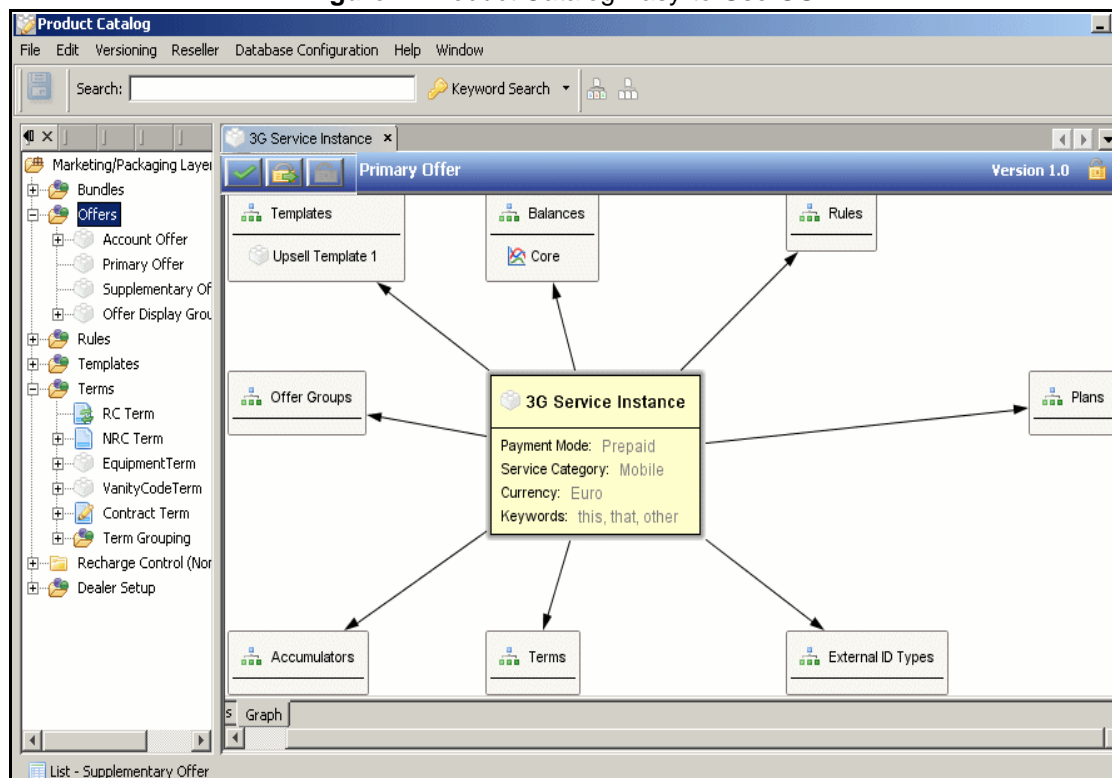 Product Catalog
File Edit Versioning Reseller Database Configuration Help Window
Search: Keyword Search
3G Service Instance
Primary Offer Version 1.0
Marketing/Packaging Layer
Bundles
Offers
Account Offer
Primary Offer
Supplementary Of
Offer Display Grou
Rules
Templates
Terms
RC Term
NRC Term
EquipmentTerm
VanityCodeTerm
Contract Term
Term Grouping
Recharge Control (Nor
Dealer Setup
Templates
Upsell Template 1
Balances
Core
Rules
Offer Groups
3G Service Instance
Payment Mode: Prepaid
Service Category: Mobile
Currency: Euro
Keywords: this, that, other
Plans
Accumulators
Terms
External ID Types
s Graph
List - Supplementary Offer